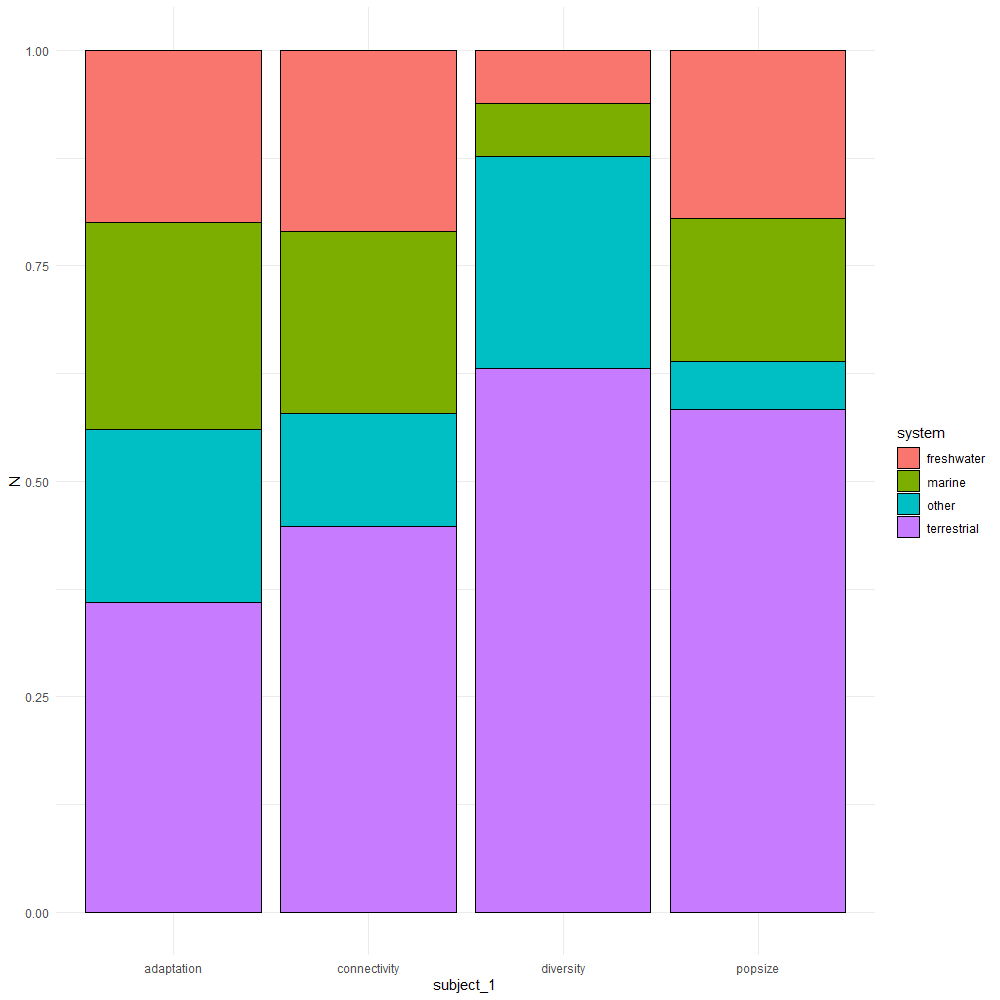 1.00
0.75
0.50
0.25
0.00
N
adaptation
connectivity
diversity
popsize
subject_1
system
freshwater
marine
other
terrestrial